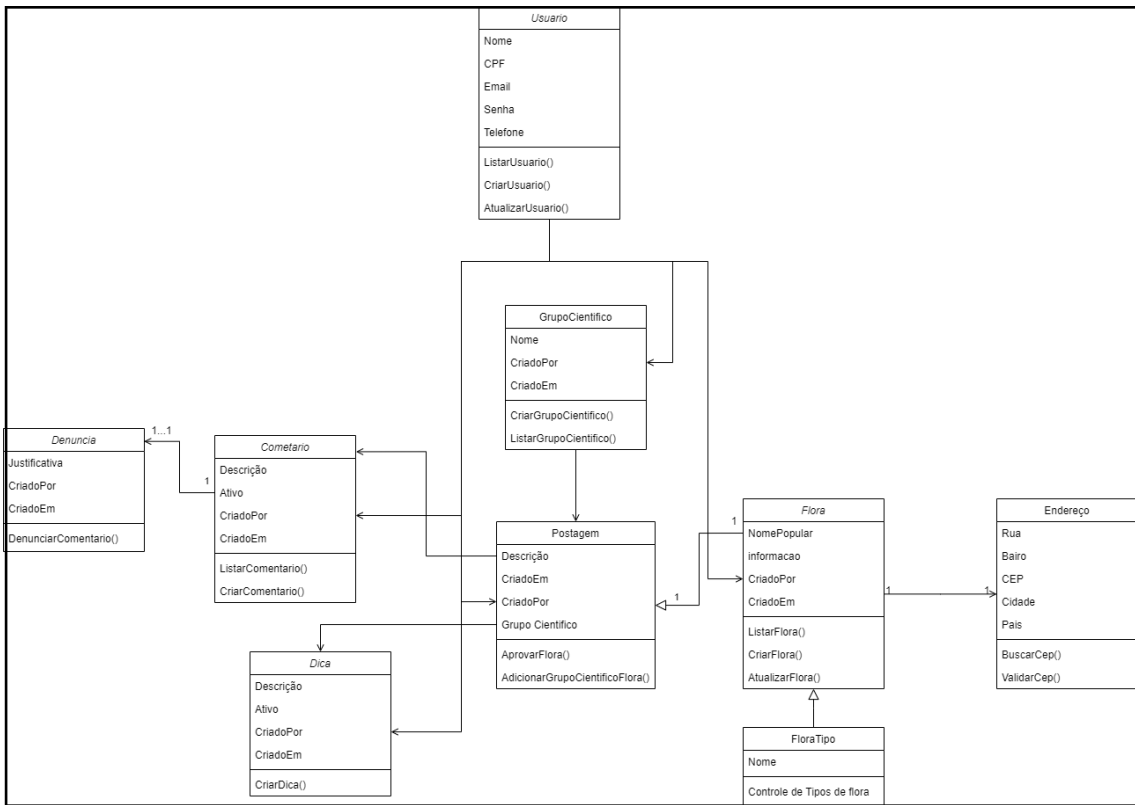 Usuario
Nome
CPF
Email
Senha
Telefone
ListarUsuario()
CriarUsuario()
AtualizarUsuario()
GrupoCientifico
Nome
CriadoPor
CriadoEm
CriarGrupoCientifico()
ListarGrupoCientifico()
Denuncia
Justificativa
CriadoPor
CriadoEm
DenunciarComentario()
1...1
1
Cometario
Descrição
Ativo
CriadoPor
CriadoEm
ListarComentario()
CriarComentario()
Postagem
Descrição
CriadoEm
CriadoPor
Grupo Cientifico
AprovarFlora()
AdicionarGrupoCientificoFlora()
1
1
Flora
NomePopular
informacao
CriadoPor
CriadoEm
ListarFlora()
CriarFlora()
AtualizarFlora()
1
1
Endereço
Rua
Bairo
CEP
Cidade
Pais
BuscarCep()
ValidarCep()
Dica
Descrição
Ativo
CriadoPor
CriadoEm
CriarDica()
FloraTipo
Nome
Controle de Tipos de flora